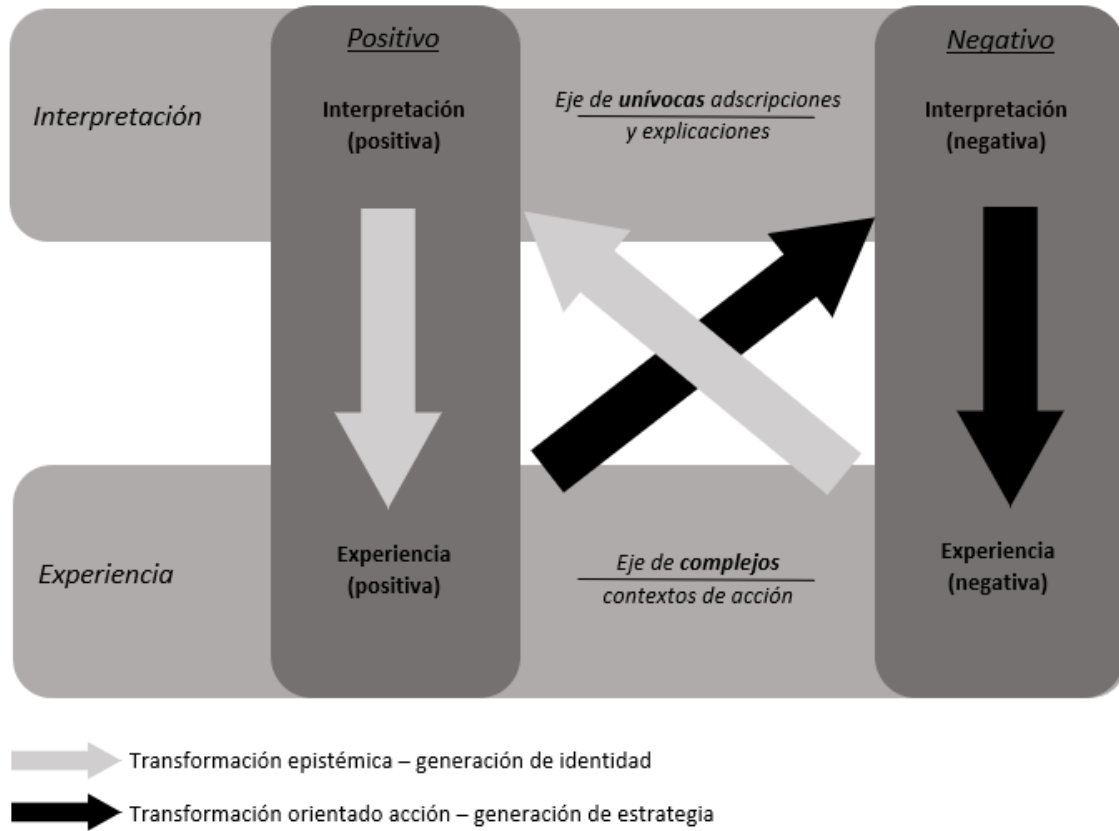 Positivo
Negativo
Interpretación
Interpretación
(positiva)
Eje de unívocas adscripciones
y explicaciones
Interpretación
(negativa)
Experiencia
Experiencia
(positiva)
Eje de complejos
contextos de acción
Experiencia
(negativa)
Transformación epistémica – generación de identidad
Transformación orientado acción – generación de estrategia